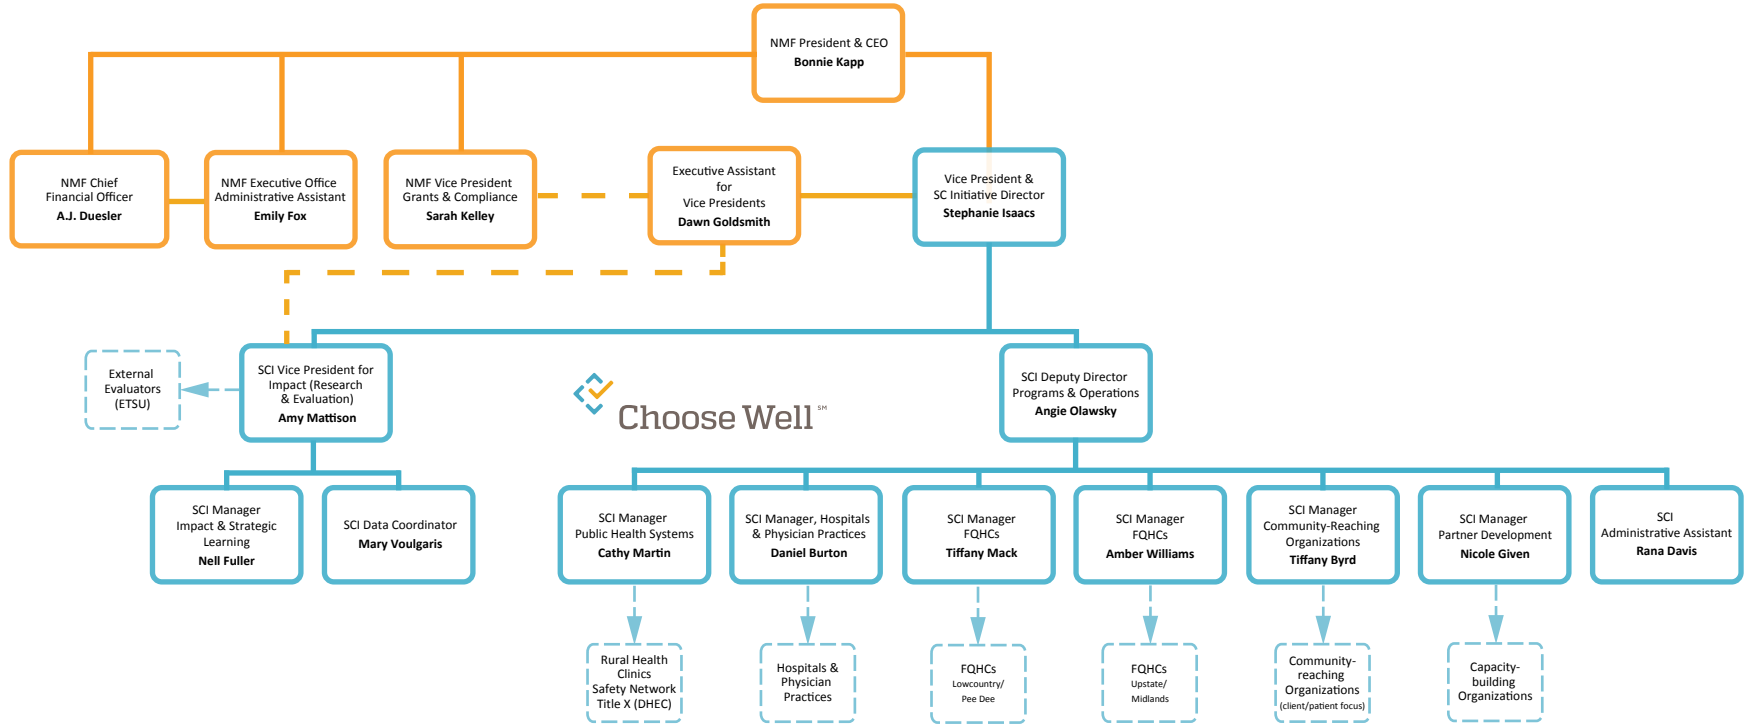 NMF President & CEO
Bonnie Kapp
NMF Chief
Financial Officer
A.J. Duesler
NMF Executive Office
Administrative Assistant
Emily Fox
NMF Vice President
Grants & Compliance
Sarah Kelley
Executive Assistant
for
Vice Presidents
Dawn Goldsmith
Vice President &
SC Initiative Director
Stephanie Isaacs
External
Evaluators
(ETSU)
SCI Vice President for
Impact (Research
& Evaluation)
Amy Mattison
Choose Well SM
SCI Deputy Director
Programs & Operations
Angie Olawsky
SCI Manager
Impact & Strategic
Learning
Nell Fuller
SCI Data Coordinator
Mary Voulgaris
SCI Manager
Public Health Systems
Cathy Martin
SCI Manager, Hospitals
& Physician Practices
Daniel Burton
SCI Manager
FQHCs
Tiffany Mack
SCI Manager
FQHCs
Amber Williams
SCI Manager
Community-Reaching
Organizations
Tiffany Byrd
SCI Manager
Partner Development
Nicole Given
SCI
Administrative Assistant
Rana Davis
Rural Health
Clinics
Safety Network
Title X (DHEC)
Hospitals &
Physician
Practices
FQHCs
Lowcountry/
Pee Dee
FQHCs
Upstate/
Midlands
Community-
reaching
Organizations
(client/patient focus)
Capacity-
building
Organizations